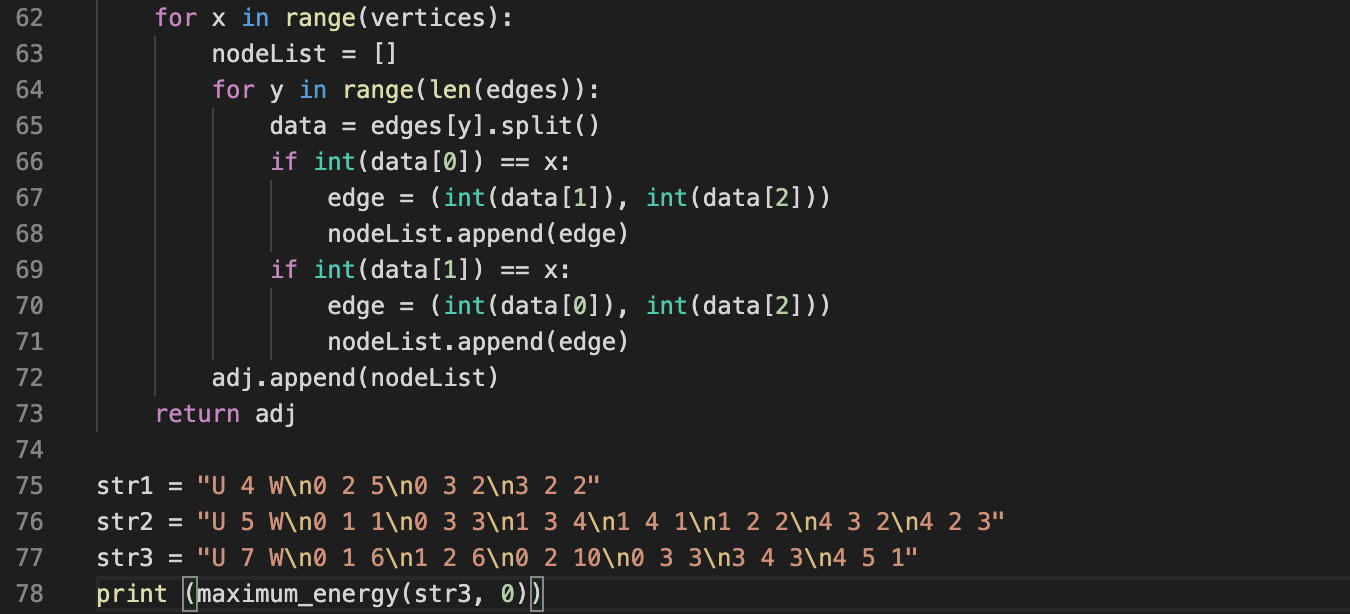 62 for x in range(vertices):
63 nodeList = []
64 for y in range(len(edges)):
65 data = edges[y].split()
66 if int(data[0]) == x:
67 edge = (int(data[1]), int(data[2]))
68 nodeList.append(edge)
69 if int(data[1]) == x:
70 edge = (int(data[0]), int(data[2]))
71 nodeList.append(edge)
72 adj.append(nodeList)
73 return adj
74
75 str1 = "U 4 W\n0 2 5\n0 3 2\n3 2 2"
76 str2 = "U 5 W\n0 1 1\n0 3 3\n1 3 4\n1 4 1\n1 2 2\n4 3 2\n4 2 3"
77 str3 = "U 7 W\n0 1 6\n1 2 6\n0 2 10\n0 3 3\n3 4 3\n4 5 1"
78 print (maximum_energy(str3, 0))